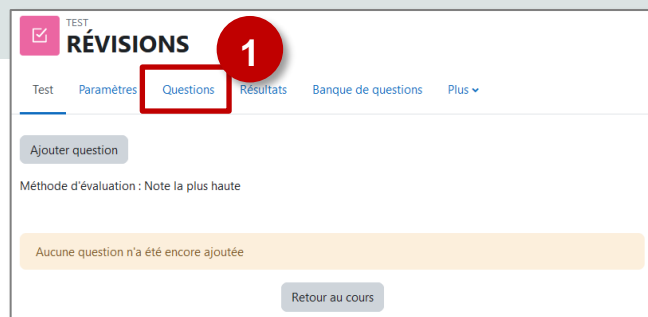 TEST
RÉVISIONS
1
Test Paramètres Questions Résultats Banque de questions Plus
Ajouter question
Méthode d'évaluation : Note la plus haute
Aucune question n'a été encore ajoutée
Retour au cours